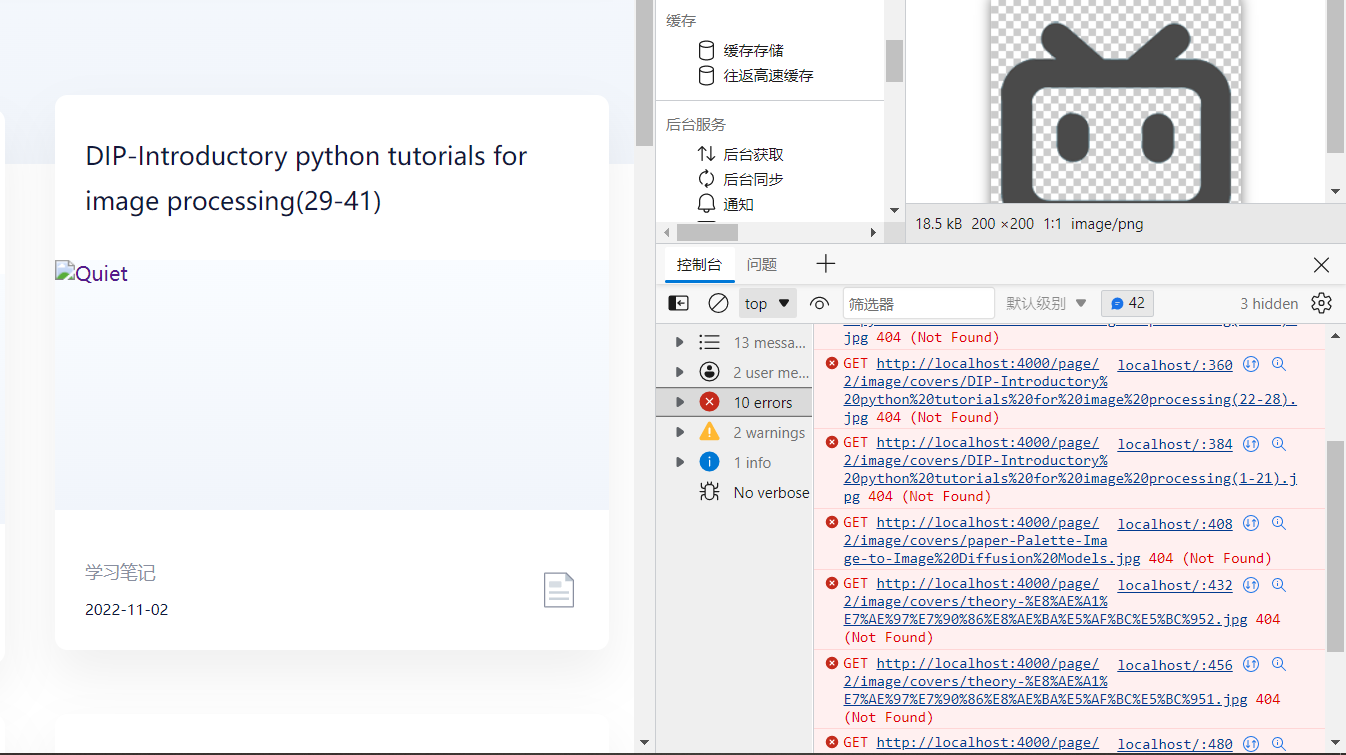 DIP-Introductory python tutorials for
image processing(29-41)
Quiet
学习笔记
2022-11-02
缓存
缓存存储
往返高速缓存
后台服务
后台获取
后台同步
通知
18.5 kB 200 ×200 1:1 image/png
控制台 问题
top 筛选器 默认级别 42 3 hidden
13 messa...
2 user me...
10 errors
2 warnings
1 info
No verbose
jpg 404 (Not Found)
GET http://localhost:4000/page/ localhost/:360
2/image/covers/DIP-Introductory%
20python%20tutorials%20for%20image%20processing(22-28).
jpg 404 (Not Found)
GET http://localhost:4000/page/ localhost/:384
2/image/covers/DIP-Introductory%
20python%20tutorials%20for%20image%20processing(1-21).j
pg 404 (Not Found)
GET http://localhost:4000/page/ localhost/:408
2/image/covers/paper-Palette-Ima
ge-to-Image%20Diffusion%20Models.jpg 404 (Not Found)
GET http://localhost:4000/page/ localhost/:432
2/image/covers/theory-%E8%AE%A1%
E7%AE%97%E7%90%86%E8%AE%BA%E5%AF%BC%E5%BC%952.jpg 404
(Not Found)
GET http://localhost:4000/page/ localhost/:456
2/image/covers/theory-%E8%AE%A1%
E7%AE%97%E7%90%86%E8%AE%BA%E5%AF%BC%E5%BC%951.jpg 404
(Not Found)
GET http://localhost:4000/page/ localhost/:480